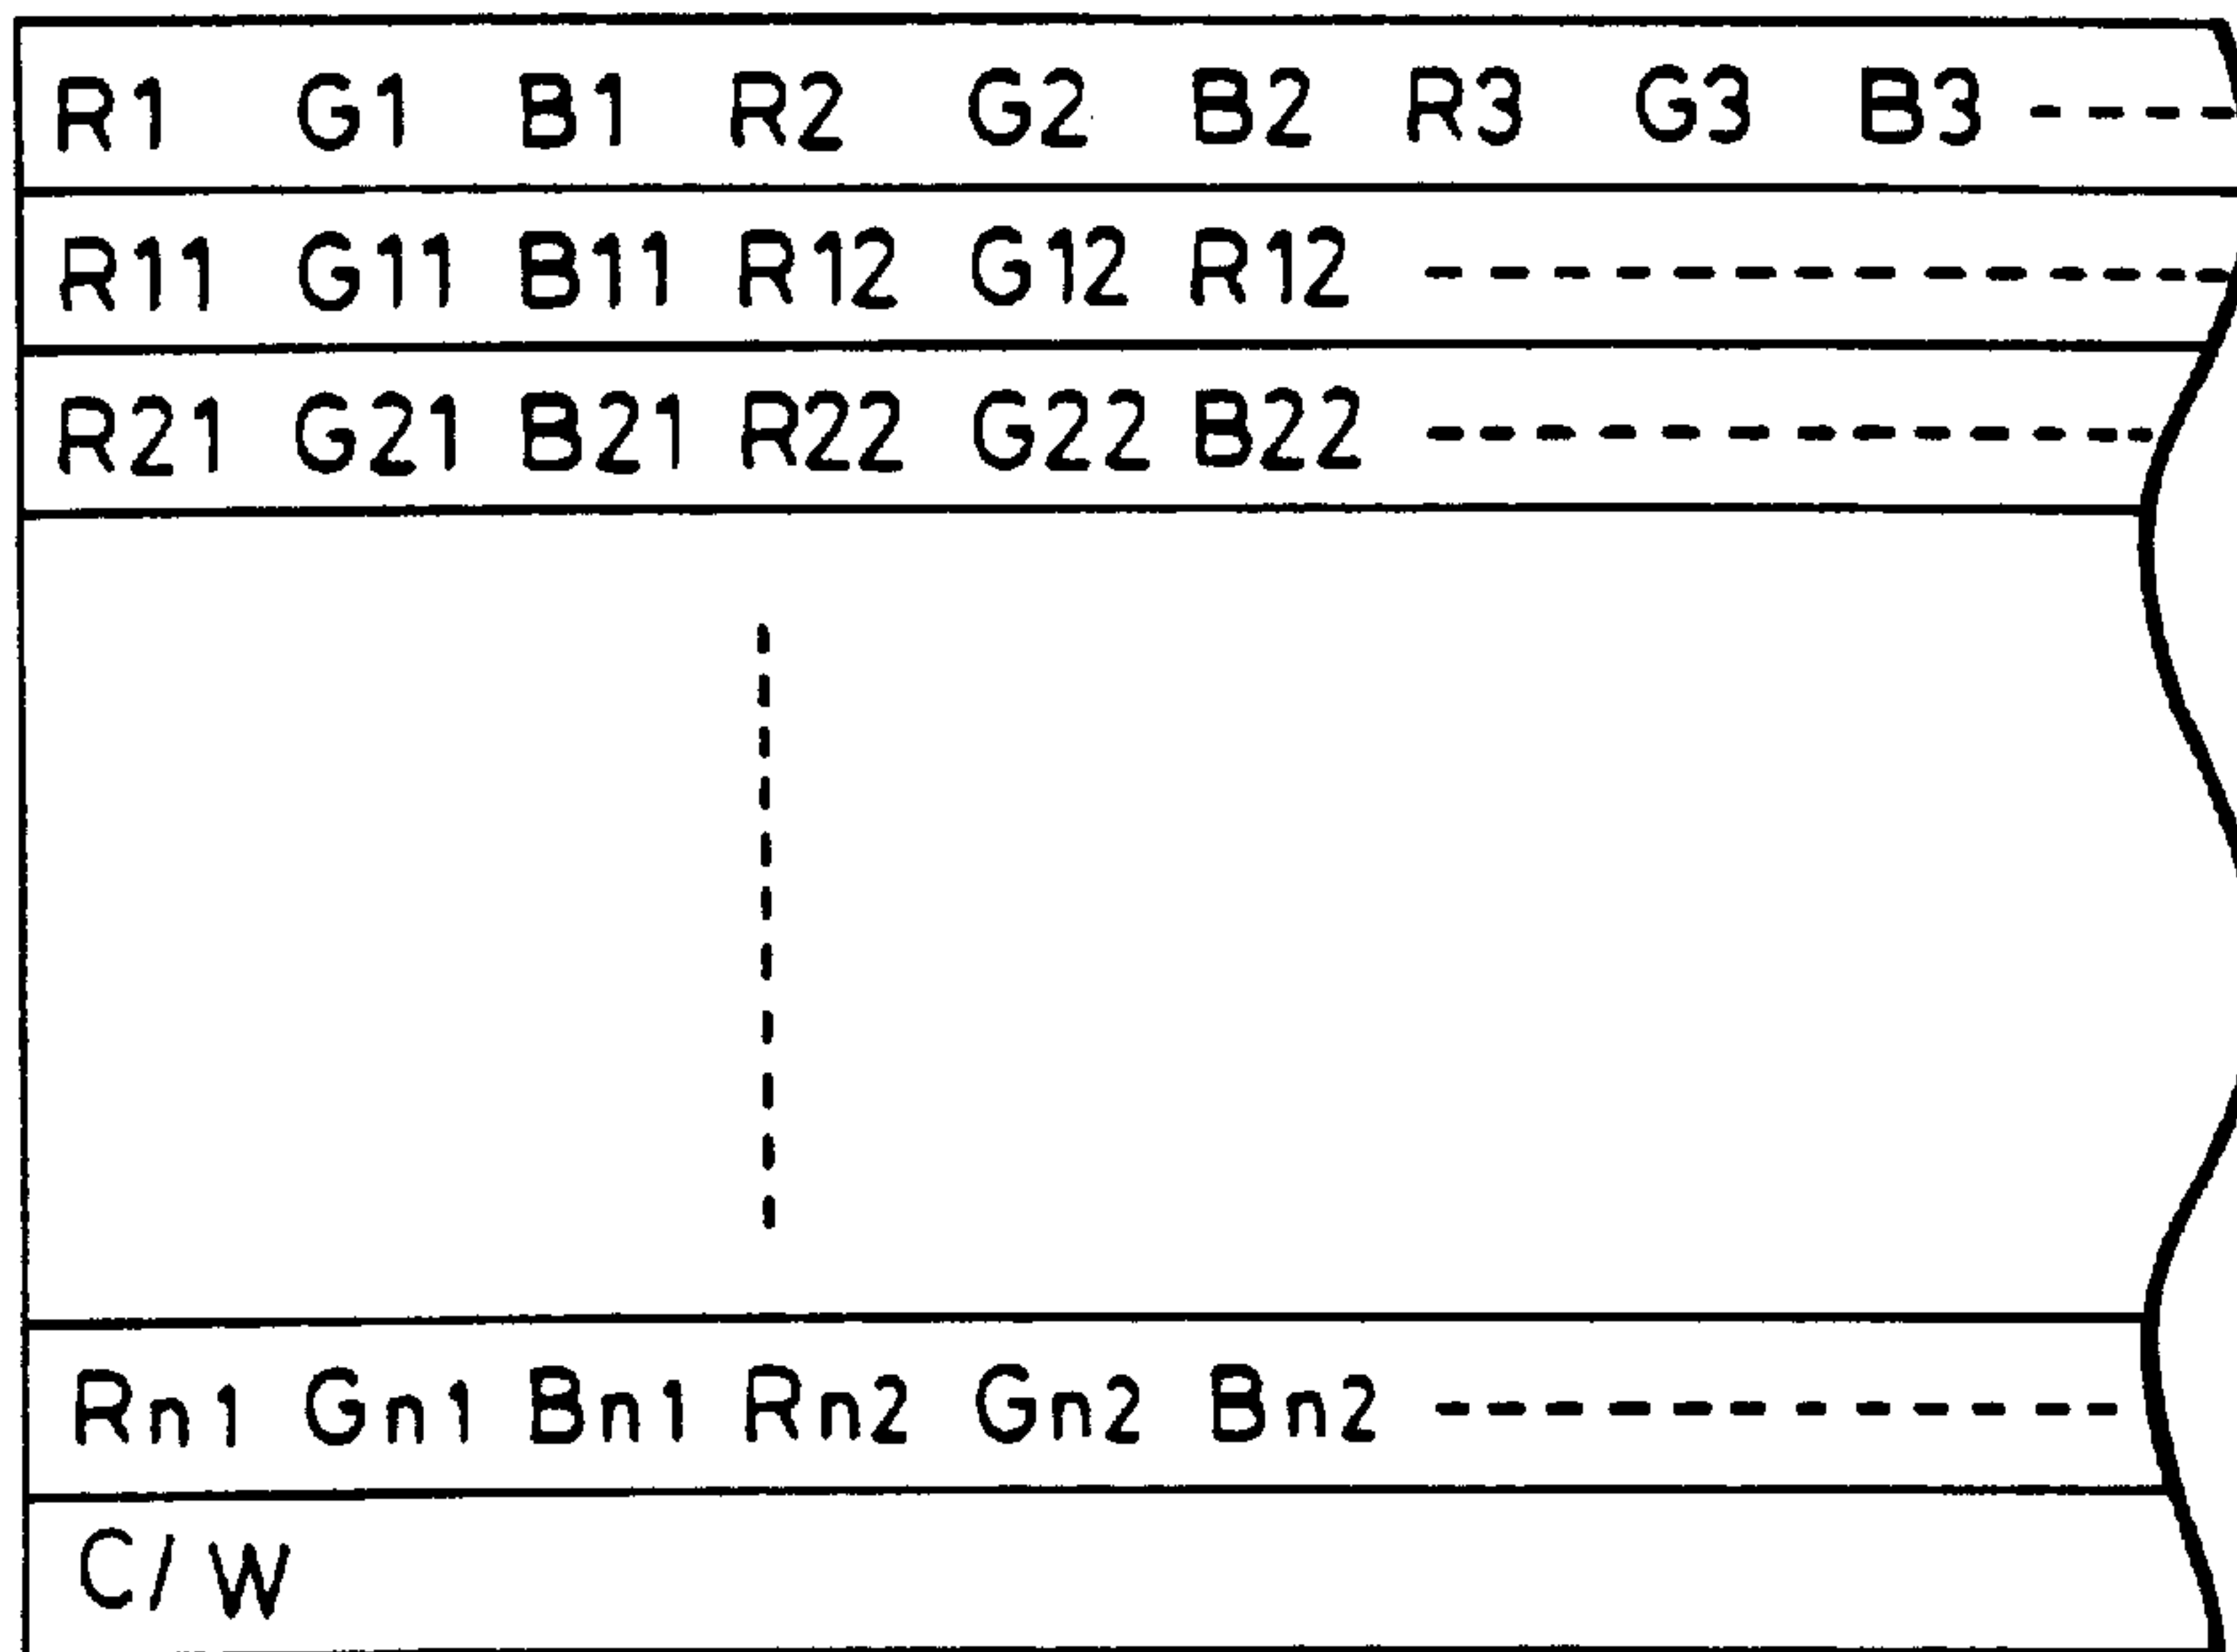 R1 G1 B1 R2 G2 B2 R3 G3 B3
R11 G11 B11 R12 G12 R12
R21 G21 B21 R22 G22 B22
Rn1 Gn1 Bn1 Rn2 Gn2 Bn2
C/W